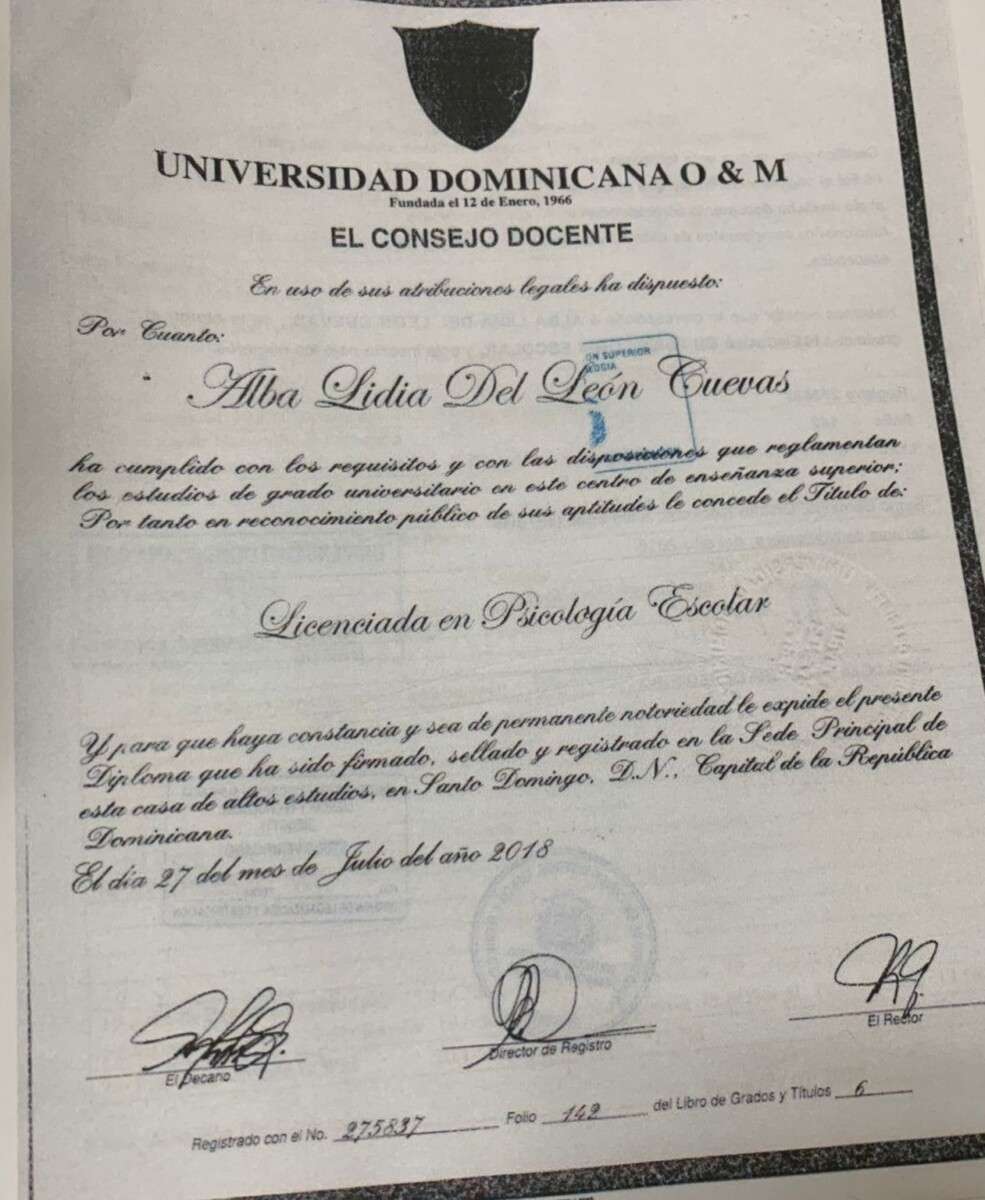 UNIVERSIDAD DOMINICANA O & M
Fundada el 12 de Enero, 1966
EL CONSEJO DOCENTE
En uso de sus atribuciones legales ha dispuesto:
Por Cuanto:
ON SUPERIOR
OLOGIA
Alba Lidia Del León Cuevas
ha cumplido con los requisitos y con las disposiciones que reglamentan
los estudios de grado universitario en este centro de enseñanza superior;
Por tanto en reconocimiento público de sus aptitudes le concede el Título de:
Licenciada en Psicología Escolar
Y para que haya constancia y sea de permanente notoriedad le expide el presente
Diploma que ha sido firmado, sellado y registrado en la Sede Principal de
esta casa de altos estudios, en Santo Domingo, D.N., Capital de la República
Dominicana.
El día 27 del mes de Julio del año 2018
El Decano
Director de Registro
El Rector
Registrado con el No. 275837 Folio 149 del Libro de Grados y Títulos 6